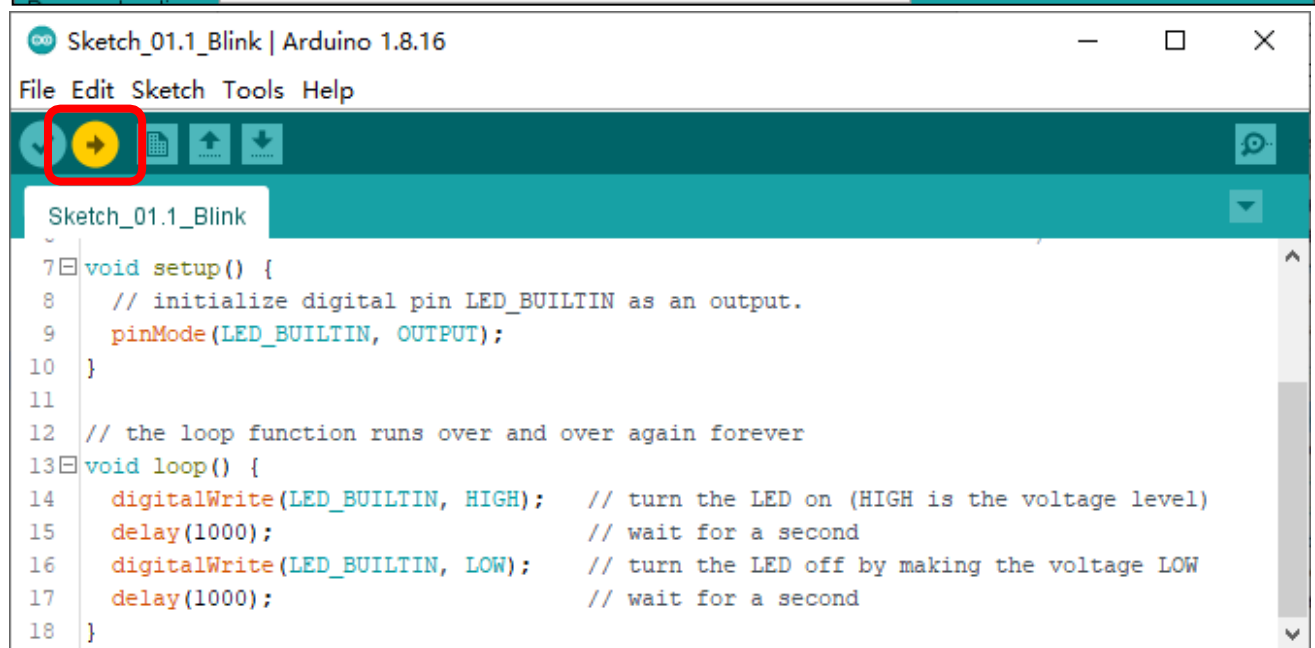 Sketch_01.1_Blink | Arduino 1.8.16
File Edit Sketch Tools Help
Sketch_01.1_Blink
7 void setup() {
8   // initialize digital pin LED_BUILTIN as an output.
9   pinMode(LED_BUILTIN, OUTPUT);
10 }
11
12 // the loop function runs over and over again forever
13 void loop() {
14   digitalWrite(LED_BUILTIN, HIGH);   // turn the LED on (HIGH is the voltage level)
15   delay(1000);                       // wait for a second
16   digitalWrite(LED_BUILTIN, LOW);    // turn the LED off by making the voltage LOW
17   delay(1000);                       // wait for a second
18 }